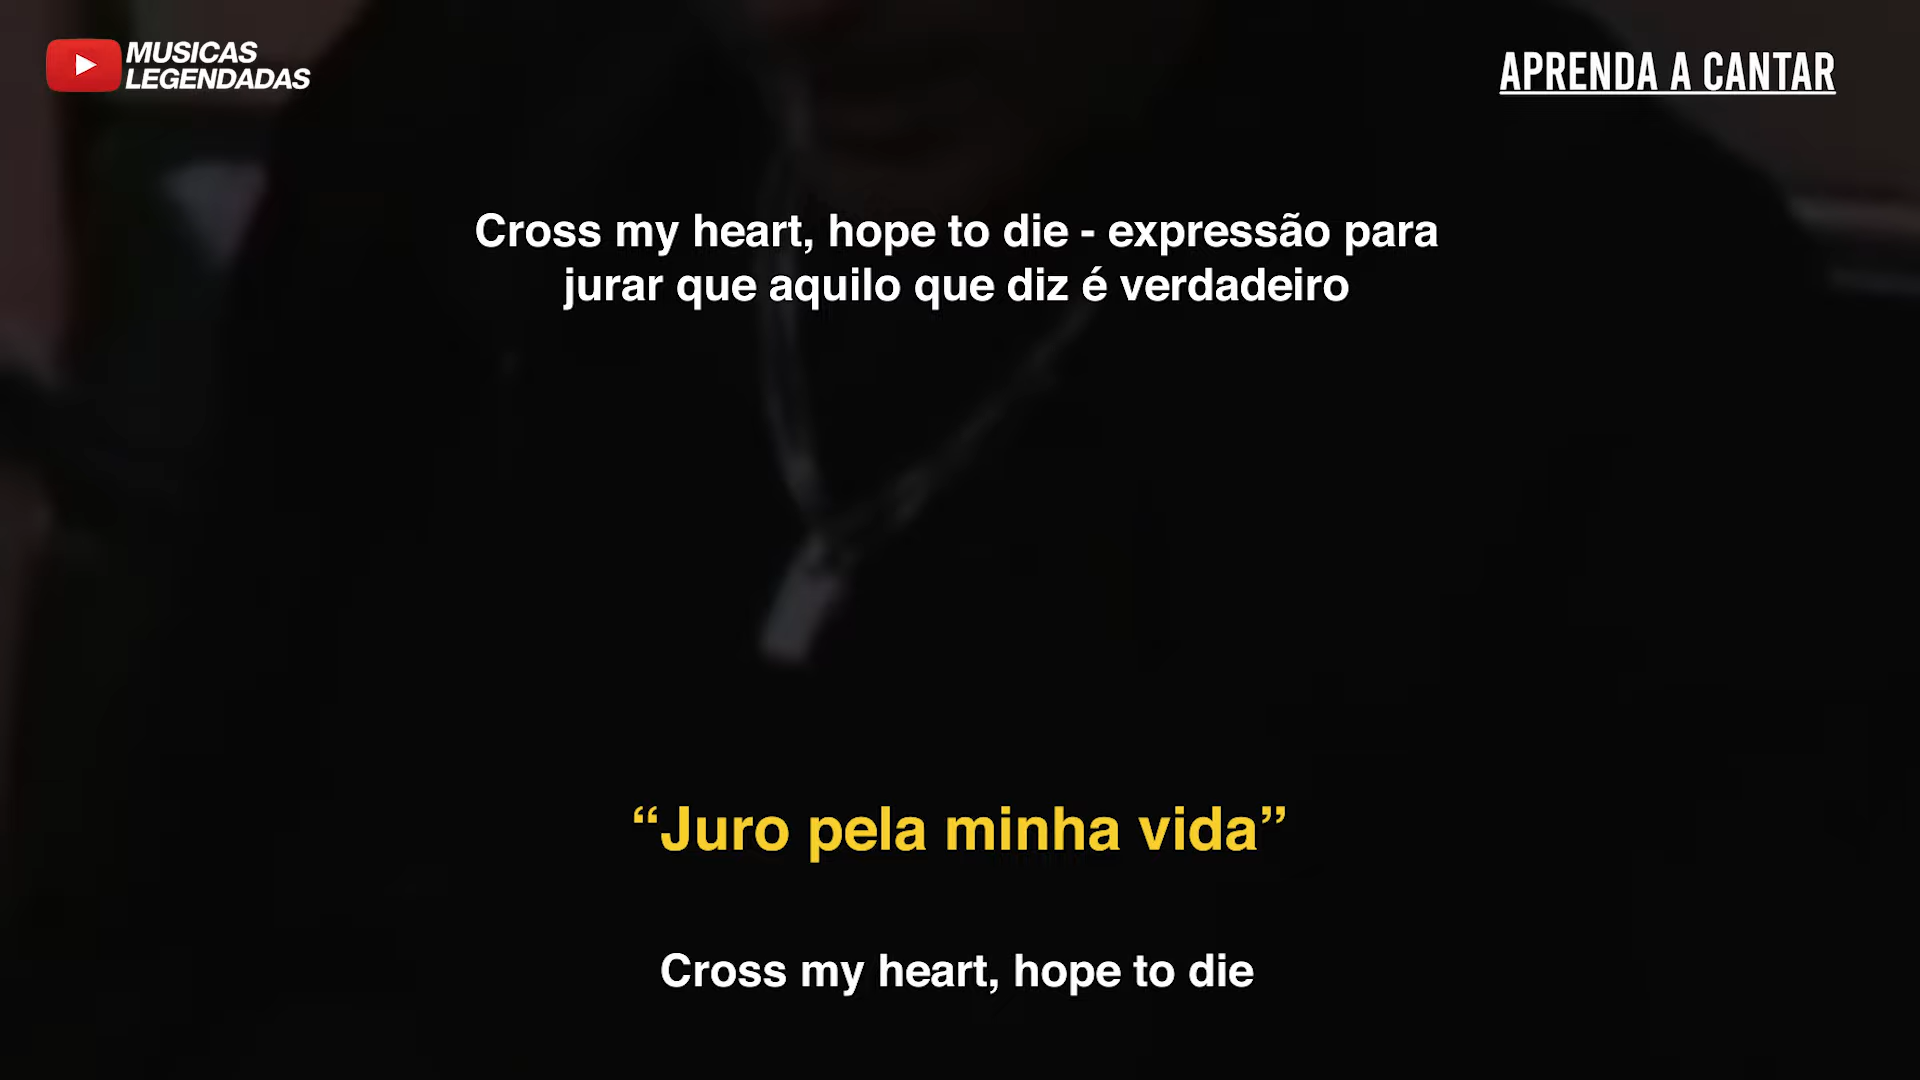 MUSICAS
LEGENDADAS
APRENDA A CANTAR
Cross my heart, hope to die - expressão para
jurar que aquilo que diz é verdadeiro
“Juro pela minha vida”
Cross my heart, hope to die